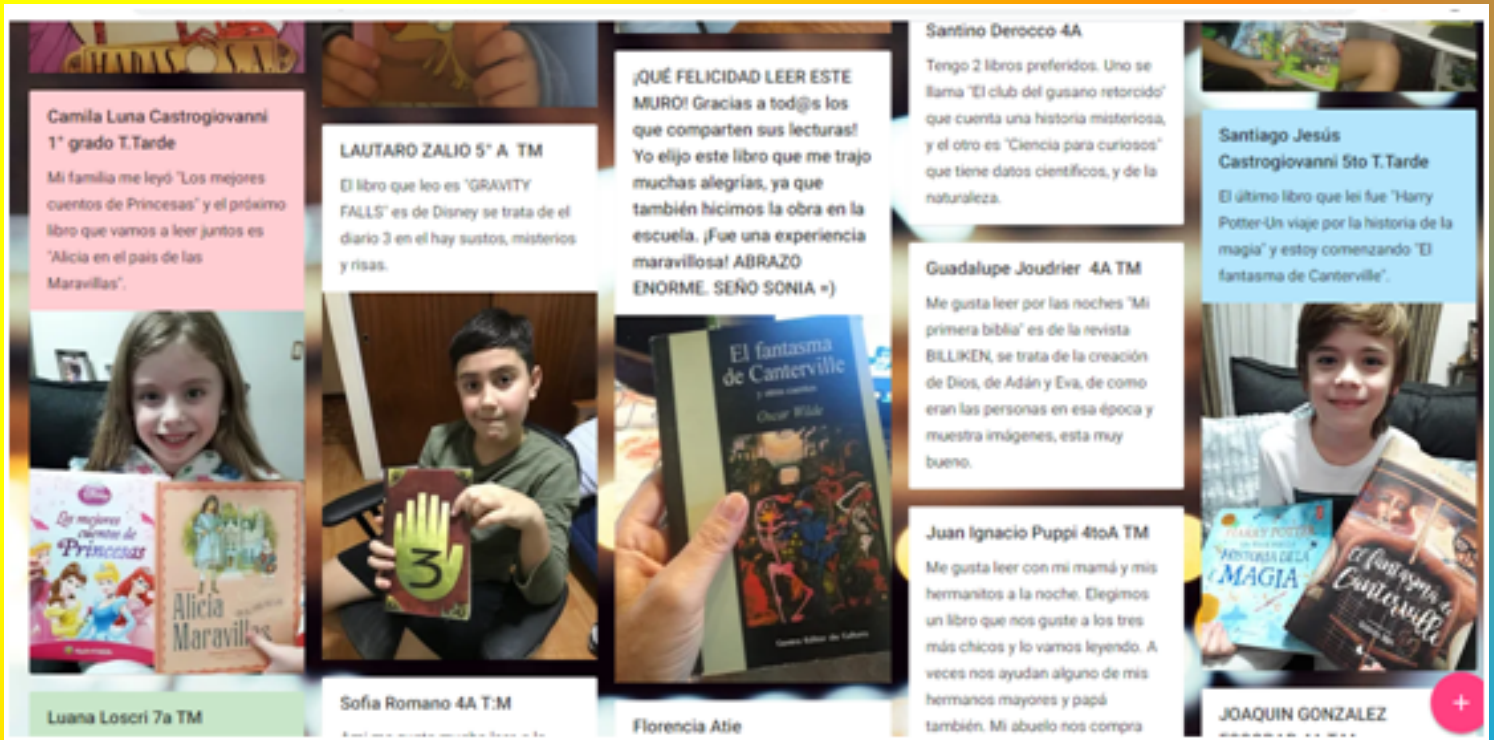 HADAS S.A.
Camila Luna Castrogiovanni
1° grado T.Tarde
Mi familia me leyó "Los mejores
cuentos de Princesas" y el próximo
libro que vamos a leer juntos es
"Alicia en el pais de las
Maravillas".
Los mejores
cuentos de
Princesas
Alicia
Maravillas
Luana Loscri 7a TM
LAUTARO ZALIO 5° A TM
El libro que leo es "GRAVITY
FALLS" es de Disney se trata de el
diario 3 en el hay sustos, misterios
y risas.
3
Sofia Romano 4A T:M
¡QUÉ FELICIDAD LEER ESTE
MURO! Gracias a tod@s los
que comparten sus lecturas!
Yo elijo este libro que me trajo
muchas alegrías, ya que
también hicimos la obra en la
escuela. ¡Fue una experiencia
maravillosa! ABRAZO
ENORME. SEÑO SONIA =)
El fantasma
de Canterville
y otros cuentos
Oscar Wilde
Centro Editor de Cultura
Florencia Atie
Santino Derocco 4A
Tengo 2 libros preferidos. Uno se
llama "El club del gusano retorcido"
que cuenta una historia misteriosa,
y el otro es "Ciencia para curiosos"
que tiene datos científicos, y de la
naturaleza.
Guadalupe Joudrier 4A TM
Me gusta leer por las noches "Mi
primera biblia" es de la revista
BILLIKEN, se trata de la creación
de Dios, de Adán y Eva, de como
eran las personas en esa época y
muestra imágenes, esta muy
bueno.
Juan Ignacio Puppi 4toA TM
Me gusta leer con mi mamá y mis
hermanitos a la noche. Elegimos
un libro que nos guste a los tres
más chicos y lo vamos leyendo. A
veces nos ayudan alguno de mis
hermanos mayores y papá
también. Mi abuelo nos compra
Santiago Jesús
Castrogiovanni 5to T.Tarde
El último libro que lei fue "Harry
Potter-Un viaje por la historia de la
magia" y estoy comenzando "El
fantasma de Canterville".
HARRY POTTER
HISTORIA DE LA
MAGIA
El fantasma de
Canterville
JOAQUIN GONZALEZ
+